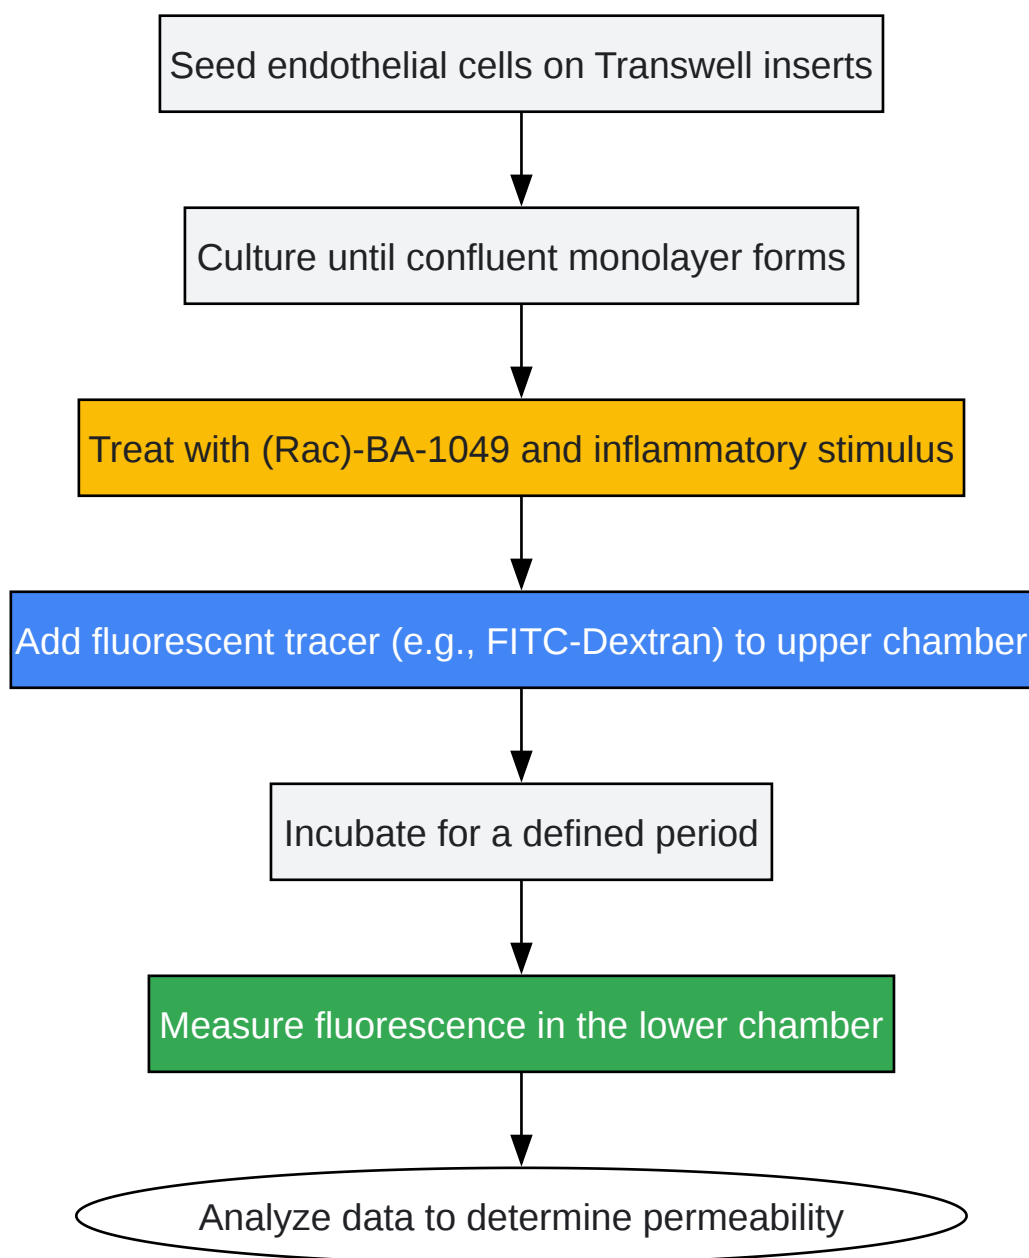 Seed endothelial cells on Transwell inserts
Culture until confluent monolayer forms
Treat with (Rac)-BA-1049 and inflammatory stimulus
Add fluorescent tracer (e.g., FITC-Dextran) to upper chamber
Incubate for a defined period
Measure fluorescence in the lower chamber
Analyze data to determine permeability